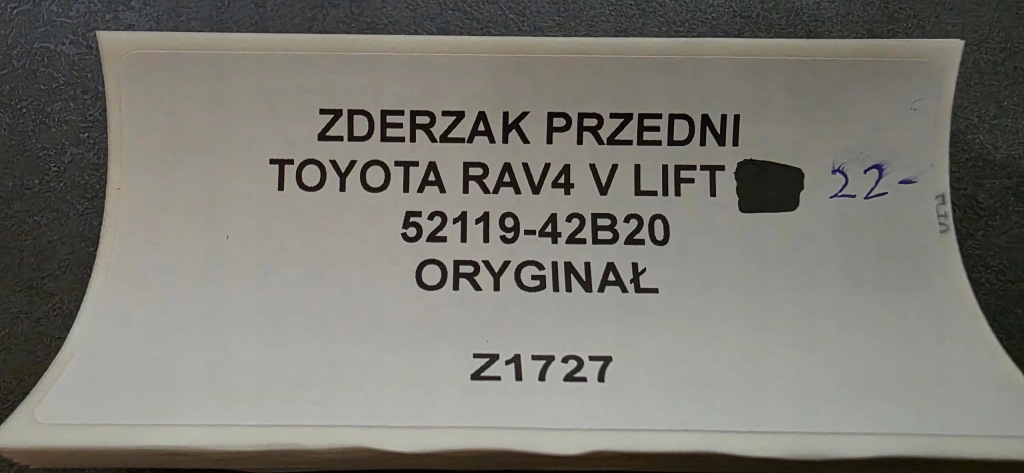 ZDERZAK PRZEDNI
TOYOTA RAV4 V LIFT 22-
52119-42B20
ORYGINAŁ
Z1727